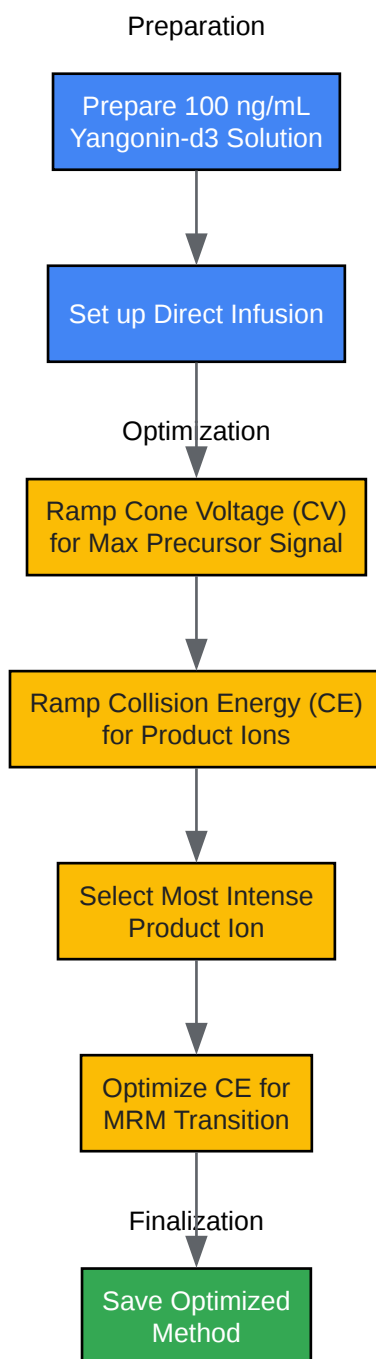 Preparation
Prepare 100 ng/mL
Yangonin-d3 Solution
Set up Direct Infusion
Optimization
Ramp Cone Voltage (CV)
for Max Precursor Signal
Ramp Collision Energy (CE)
for Product Ions
Select Most Intense
Product Ion
Optimize CE for
MRM Transition
Finalization
Save Optimized
Method